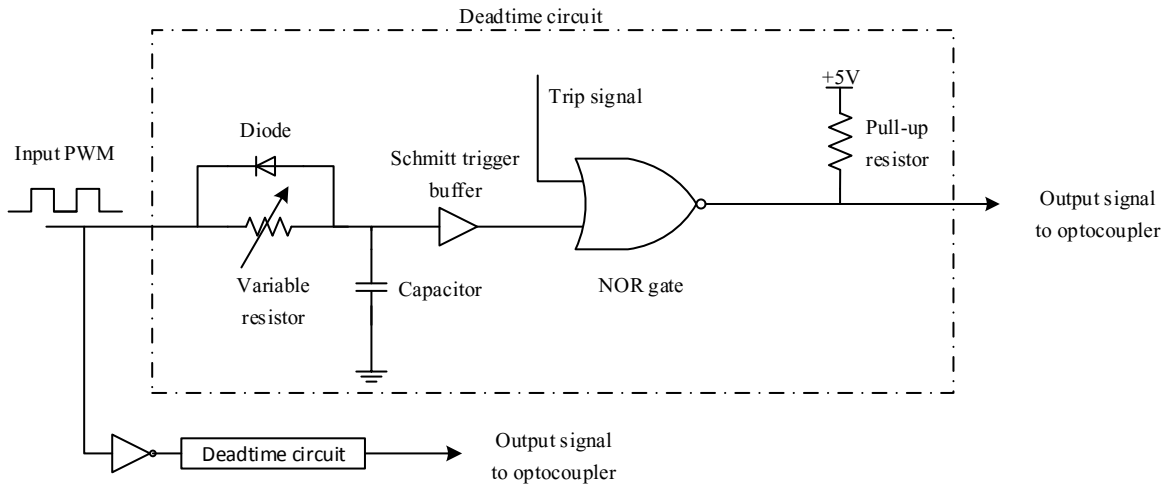 Deadtime circuit
Input PWM
Diode
Variable
resistor
Capacitor
Schmitt trigger
buffer
Trip signal
NOR gate
+5V
Pull-up
resistor
Output signal
to optocoupler
Deadtime circuit
Output signal
to optocoupler